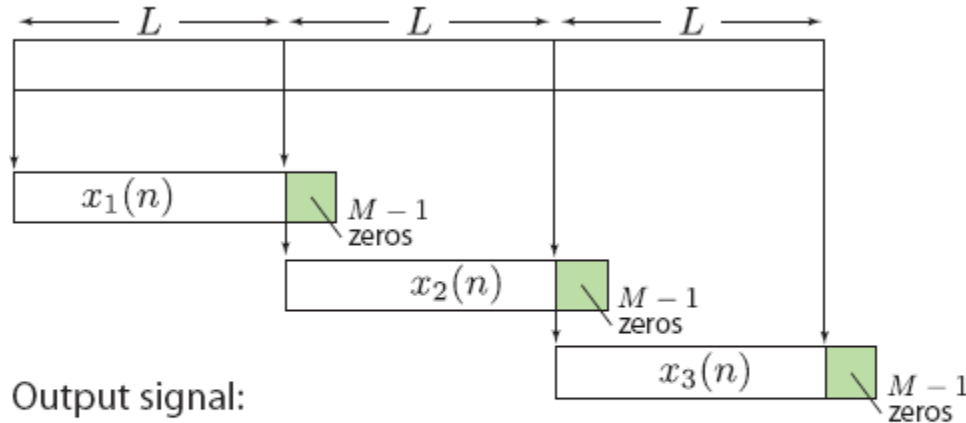 L L L
x₁(n)
M − 1
zeros
x₂(n)
M − 1
zeros
x₃(n)
M − 1
zeros
Output signal: